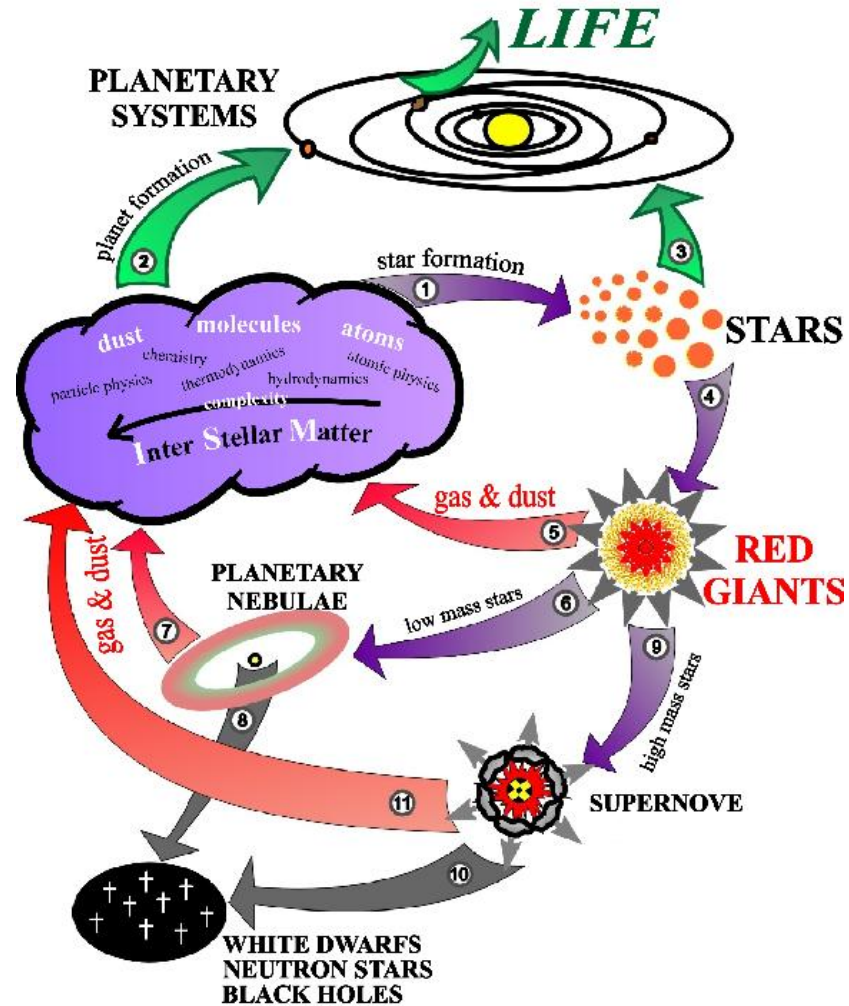 LIFE
PLANETARY
SYSTEMS
planet formation
2
3
star formation
1
STARS
dust molecules atoms
chemistry
particle physics thermodynamics hydrodynamics atomic physics
complexity
Inter Stellar Matter
4
gas & dust
5
RED
GIANTS
gas & dust
PLANETARY
NEBULAE
low mass stars
6
7
8
9
high mass stars
SUPERNOVE
11
10
WHITE DWARFS
NEUTRON STARS
BLACK HOLES